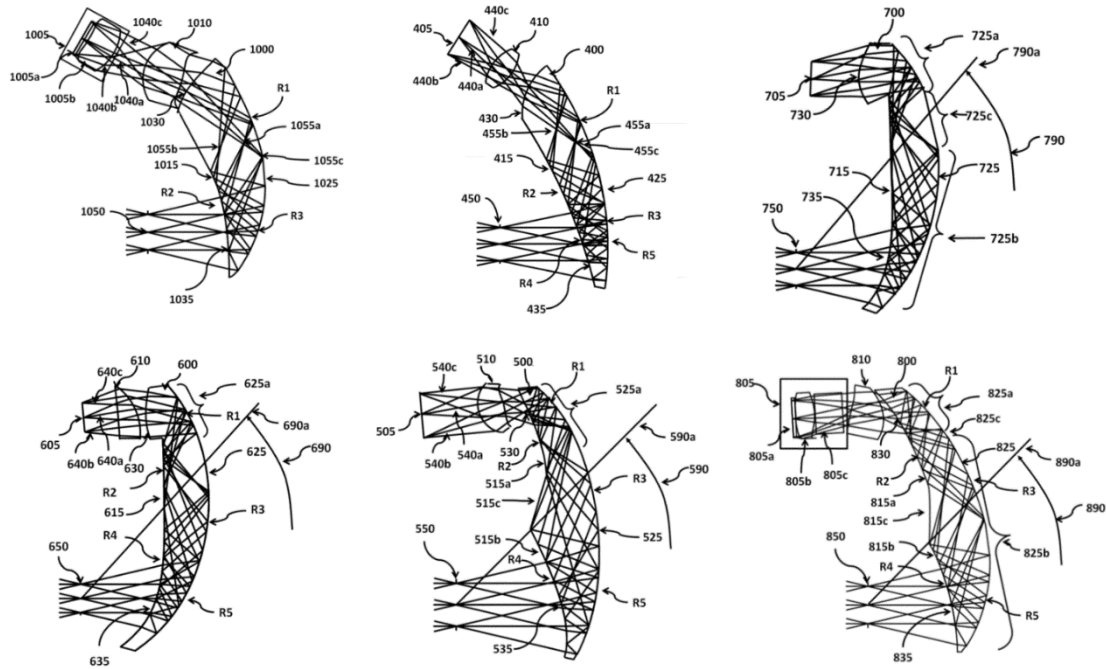 1040c
1010
1005
1000
1005a
1005b
1040b
1040a
1030
R1
1055a
1055b
1055c
1015
1025
R2
1050
R3
1035
440c
410
405
400
440b
440a
430
R1
455b
455a
455c
415
425
R2
450
R3
R5
R4
435
700
725a
790a
705
730
725c
790
715
725
735
750
725b
610
600
640c
625a
R1
690a
605
690
640b
640a
630
625
R2
615
R3
R4
650
R5
635
510
500
540c
R1
525a
590a
505
530
540b
540a
R2
590
515a
R3
515c
550
515b
525
R4
R5
535
810
800
R1
805
825a
825c
805a
830
825
890a
805b
805c
R2
R3
815a
890
815c
825b
850
815b
R4
R5
835